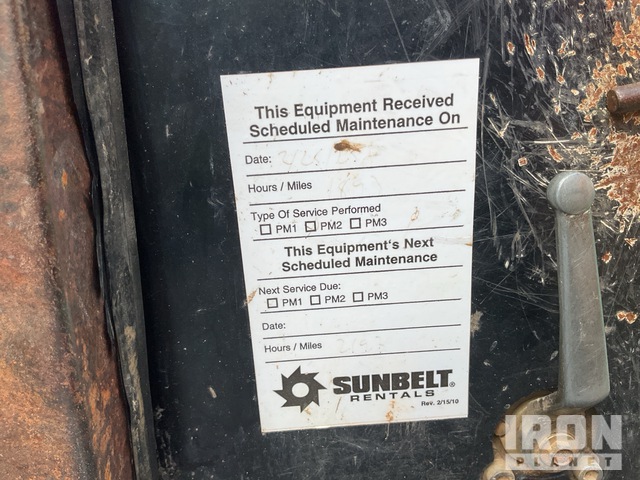 This Equipment Received
Scheduled Maintenance On
Date:
Hours / Miles
Type Of Service Performed
PM1 PM2 PM3
This Equipment's Next
Scheduled Maintenance
Next Service Due:
PM1 PM2 PM3
Date:
Hours / Miles
SUNBELT®
RENTALS
Rev. 2/15/10
IRON
PLANET